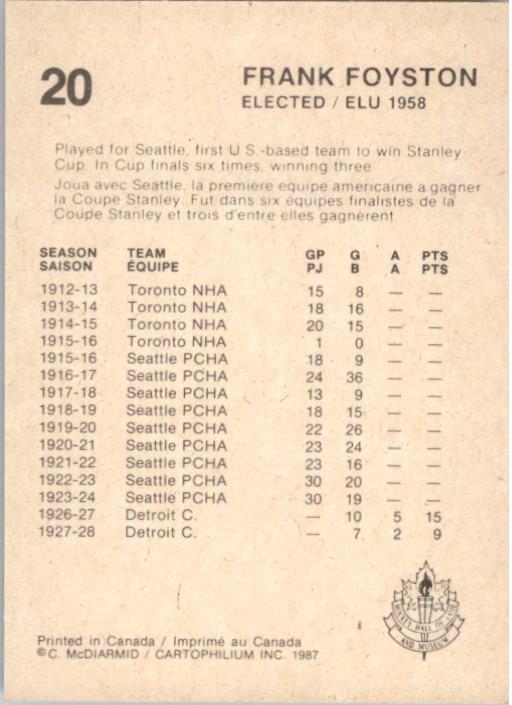 20
FRANK FOYSTON
ELECTED / ELU 1958
Played for Seattle, first U.S.-based team to win Stanley
Cup. In Cup finals six times, winning three.
Joua avec Seattle, la première équipe américaine a gagner
la Coupe Stanley. Fut dans six équipes finalistes de la
Coupe Stanley et trois d'entre elles gagnèrent.
SEASON TEAM GP G A PTS
SAISON ÉQUIPE PJ B A PTS
1912-13 Toronto NHA 15 8 — —
1913-14 Toronto NHA 18 16 — —
1914-15 Toronto NHA 20 15 — —
1915-16 Toronto NHA 1 0 — —
1915-16 Seattle PCHA 18 9 — —
1916-17 Seattle PCHA 24 36 — —
1917-18 Seattle PCHA 13 9 — —
1918-19 Seattle PCHA 18 15 — —
1919-20 Seattle PCHA 22 26 — —
1920-21 Seattle PCHA 23 24 — —
1921-22 Seattle PCHA 23 16 — —
1922-23 Seattle PCHA 30 20 — —
1923-24 Seattle PCHA 30 19 — —
1926-27 Detroit C. — 10 5 15
1927-28 Detroit C. — 7 2 9
HOCKEY HALL OF FAME
AND MUSEUM
Printed in Canada / Imprimé au Canada
©C. McDIARMID / CARTOPHILIUM INC. 1987